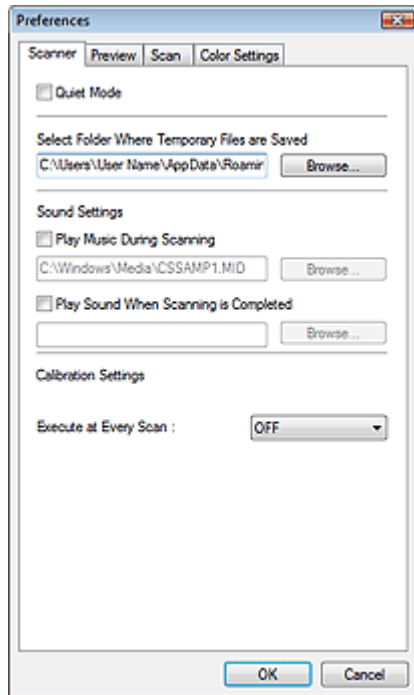 Preferences
Scanner Preview Scan Color Settings
Quiet Mode
Select Folder Where Temporary Files are Saved
C:\Users\User Name\AppData\Roamin Browse...
Sound Settings
Play Music During Scanning
C:\Windows\Media\CSSAMP1.MID Browse...
Play Sound When Scanning is Completed
Browse...
Calibration Settings
Execute at Every Scan : OFF
OK Cancel